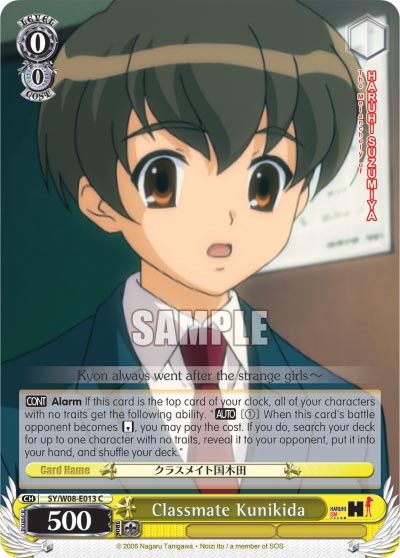 LEVEL
0
0
COST
The Melancholy of
HARUHI SUZUMIYA
SAMPLE
Kyon always went after the strange girls～
CONT Alarm If this card is the top card of your clock, all of your characters
with no traits get the following ability. "AUTO [①] When this card's battle
opponent becomes , you may pay the cost. If you do, search your deck
for up to one character with no traits, reveal it to your opponent, put it into
your hand, and shuffle your deck."
Card Name
クラスメイト国木田
CH SY/W08-E013 C
500
Classmate Kunikida
HARUHI
ISM
H
© 2006 Nagaru Tanigawa・Noizi Ito / a member of SOS